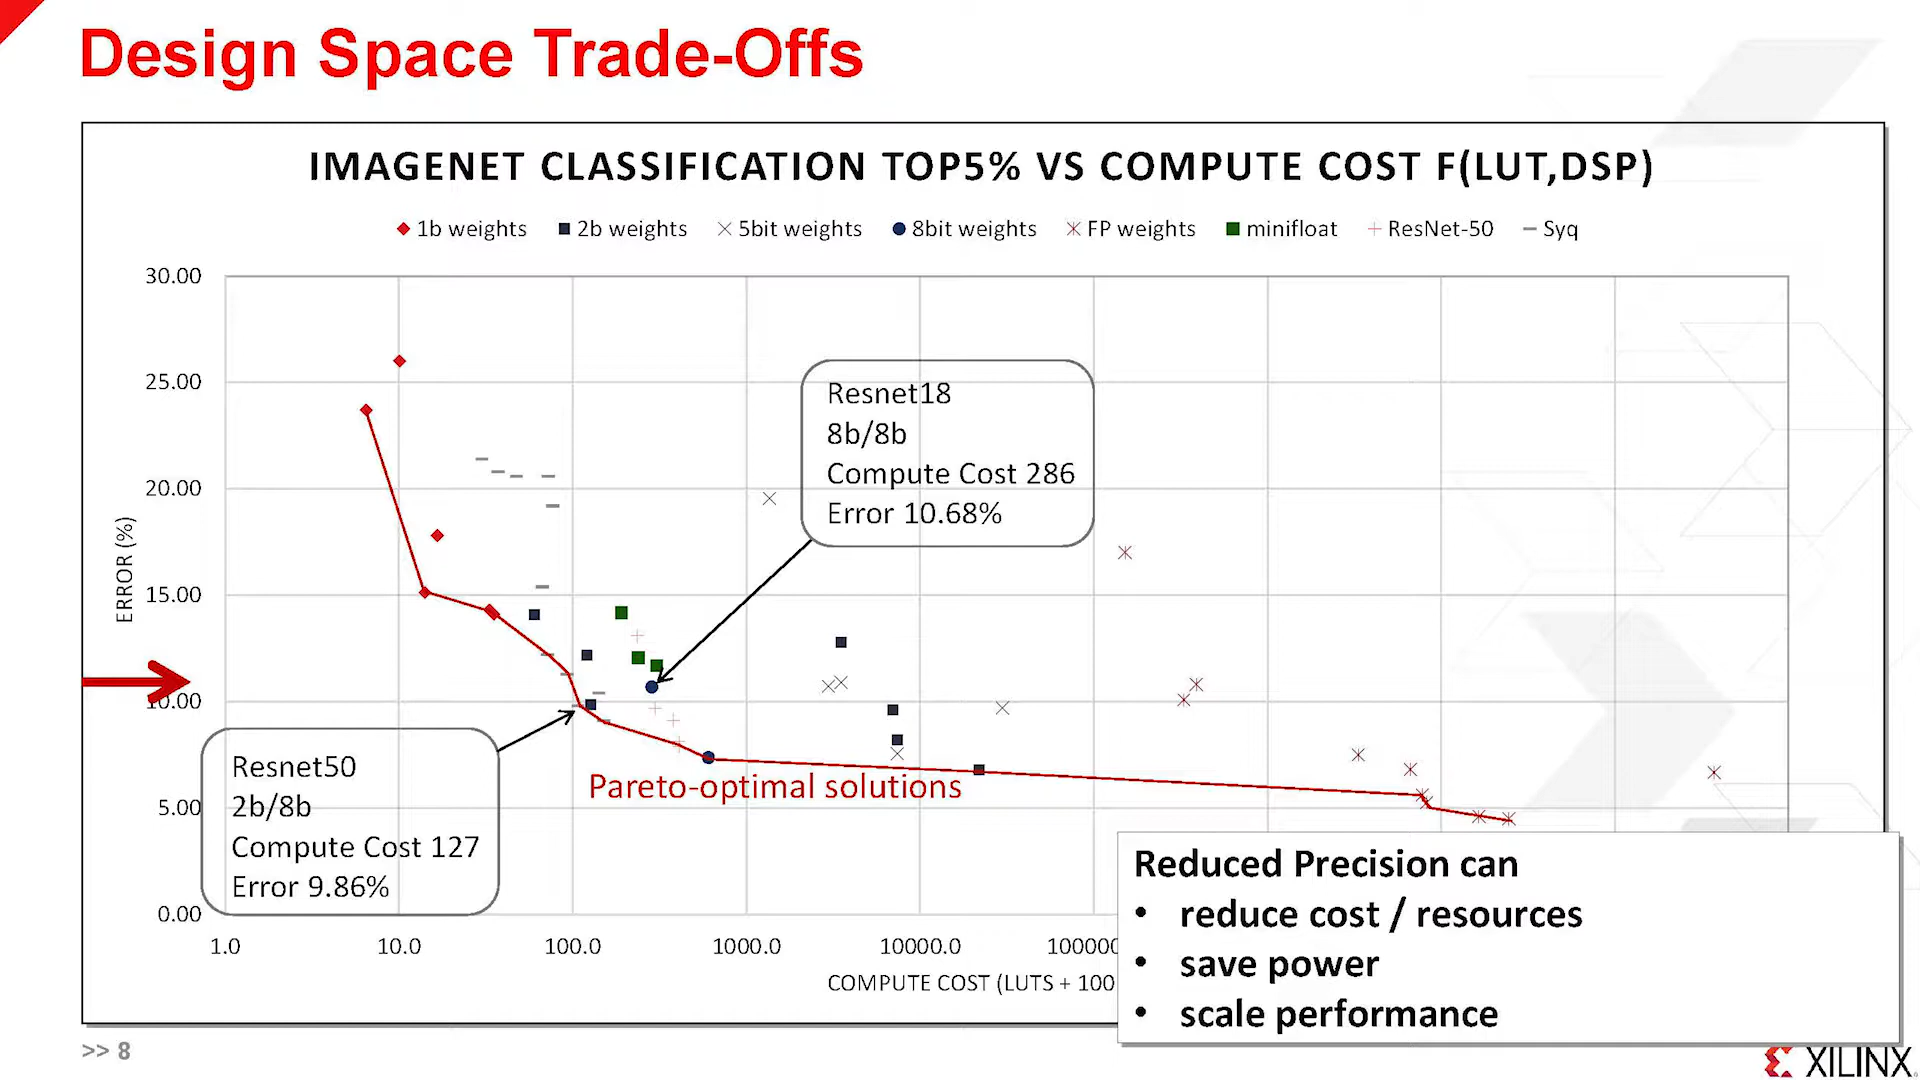 Design Space Trade-Offs
IMAGENET CLASSIFICATION TOP5% VS COMPUTE COST F(LUT,DSP)
1b weights 2b weights 5bit weights 8bit weights FP weights minifloat ResNet-50 Syq
30.00
25.00
20.00
15.00
10.00
5.00
0.00
ERROR (%)
Resnet18
8b/8b
Compute Cost 286
Error 10.68%
Resnet50
2b/8b
Compute Cost 127
Error 9.86%
Pareto-optimal solutions
1.0 10.0 100.0 1000.0 10000.0 100000
COMPUTE COST (LUTS + 100
Reduced Precision can
• reduce cost / resources
• save power
• scale performance
>> 8
XILINX